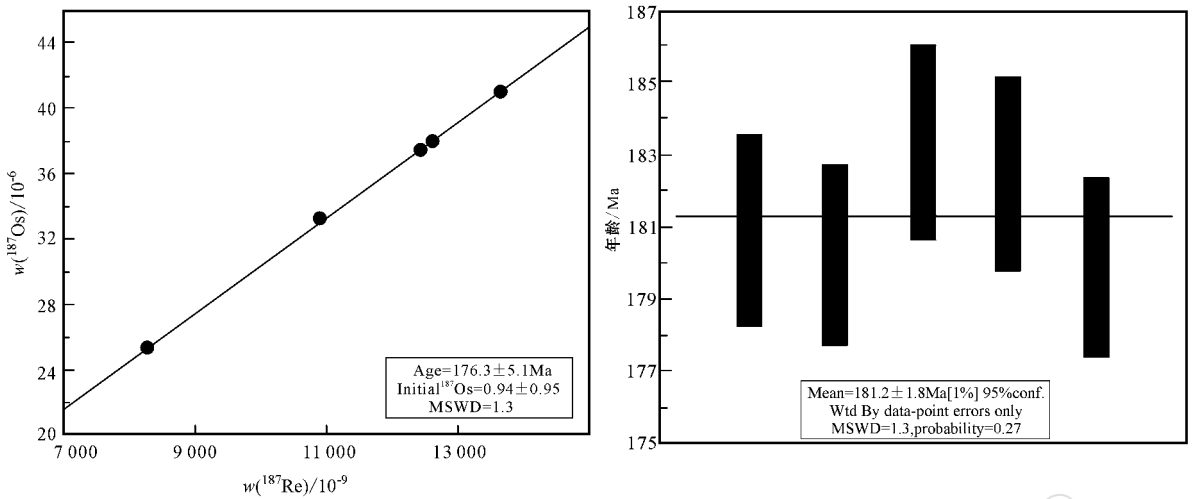 44
40
36
32
28
24
20
w(¹⁸⁷Os)/10⁻⁶
7 000
9 000
11 000
13 000
w(¹⁸⁷Re)/10⁻⁹
Age=176.3±5.1Ma
Initial¹⁸⁷Os=0.94±0.95
MSWD=1.3
187
185
183
181
179
177
175
年龄/Ma
Mean=181.2±1.8Ma[1%] 95%conf.
Wtd By data-point errors only
MSWD=1.3,probability=0.27